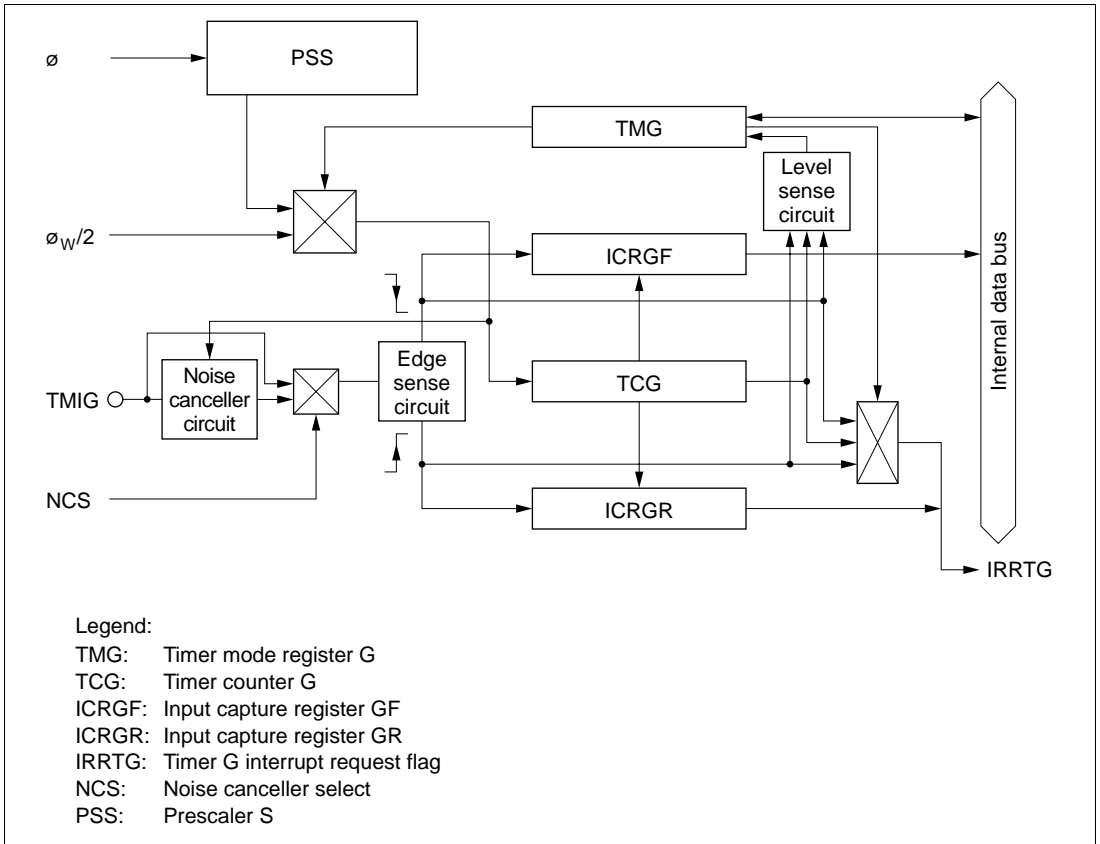 ø
PSS
TMG
Level
sense
circuit
øW/2
ICRGF
Internal data bus
Edge
sense
circuit
TCG
Noise
canceller
circuit
TMIG
NCS
ICRGR
IRRTG
Legend:
TMG: Timer mode register G
TCG: Timer counter G
ICRGF: Input capture register GF
ICRGR: Input capture register GR
IRRTG: Timer G interrupt request flag
NCS: Noise canceller select
PSS: Prescaler S